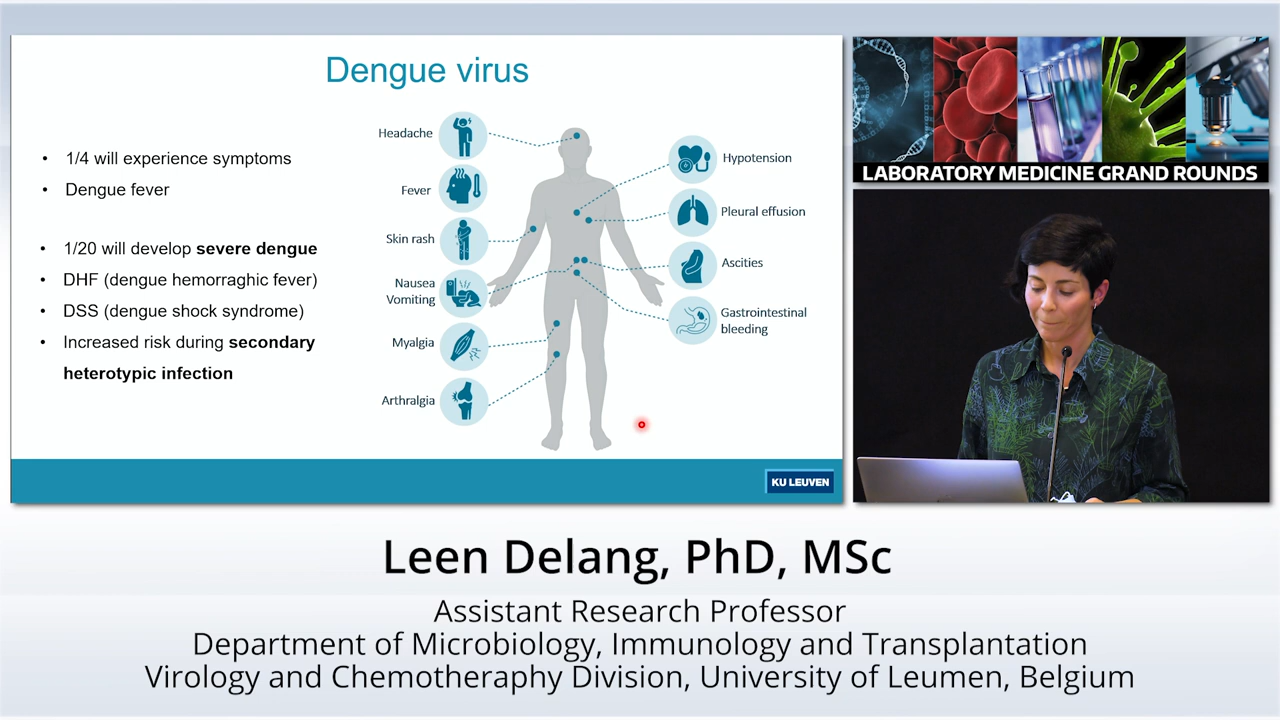 Dengue virus
• 1/4 will experience symptoms
• Dengue fever
• 1/20 will develop severe dengue
• DHF (dengue hemorraghic fever)
• DSS (dengue shock syndrome)
• Increased risk during secondary
heterotypic infection
Headache
Fever
Skin rash
Nausea
Vomiting
Myalgia
Arthralgia
Hypotension
Pleural effusion
Ascities
Gastrointestinal
bleeding
KU LEUVEN
LABORATORY MEDICINE GRAND ROUNDS
Leen Delang, PhD, MSc
Assistant Research Professor
Department of Microbiology, Immunology and Transplantation
Virology and Chemotheraphy Division, University of Leumen, Belgium